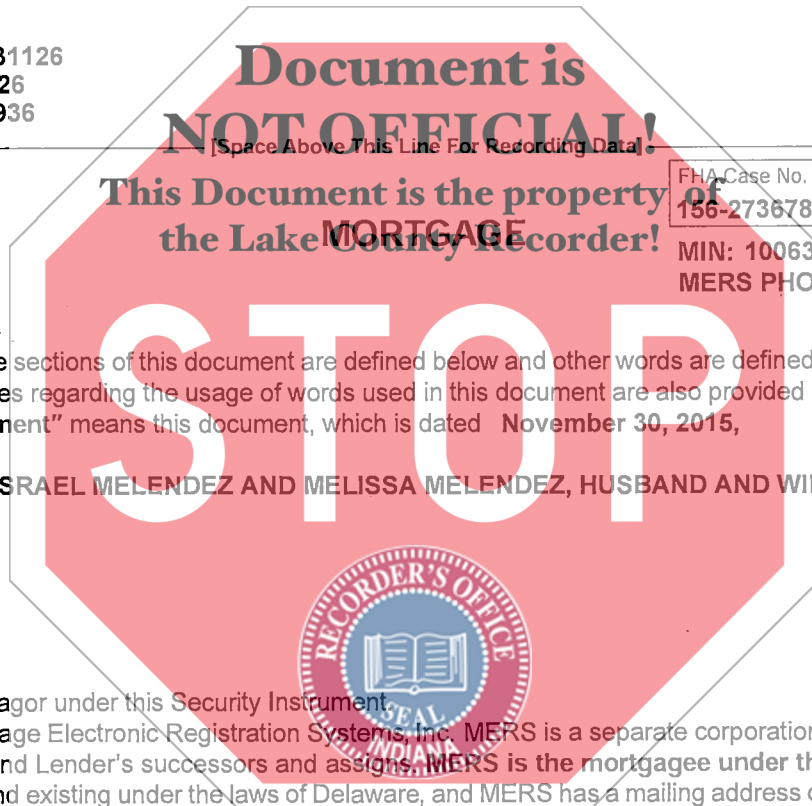 31126
26
936
Document is
NOT OFFICIAL!
[Space Above This Line For Recording Data]
This Document is the property of
the Lake County Recorder!
FHA Case No.
156-273678
MORTGAGE
MIN: 10063
MERS PHO
STOP
e sections of this document are defined below and other words are defined
es regarding the usage of words used in this document are also provided
ment" means this document, which is dated November 30, 2015,
SRAEL MELENDEZ AND MELISSA MELENDEZ, HUSBAND AND WI
RECORDER'S OFFICE
SEAL
INDIANA
agor under this Security Instrument.
age Electronic Registration Systems, Inc. MERS is a separate corporation
nd Lender's successors and assigns. MERS is the mortgagee under th
nd existing under the laws of Delaware, and MERS has a mailing address o